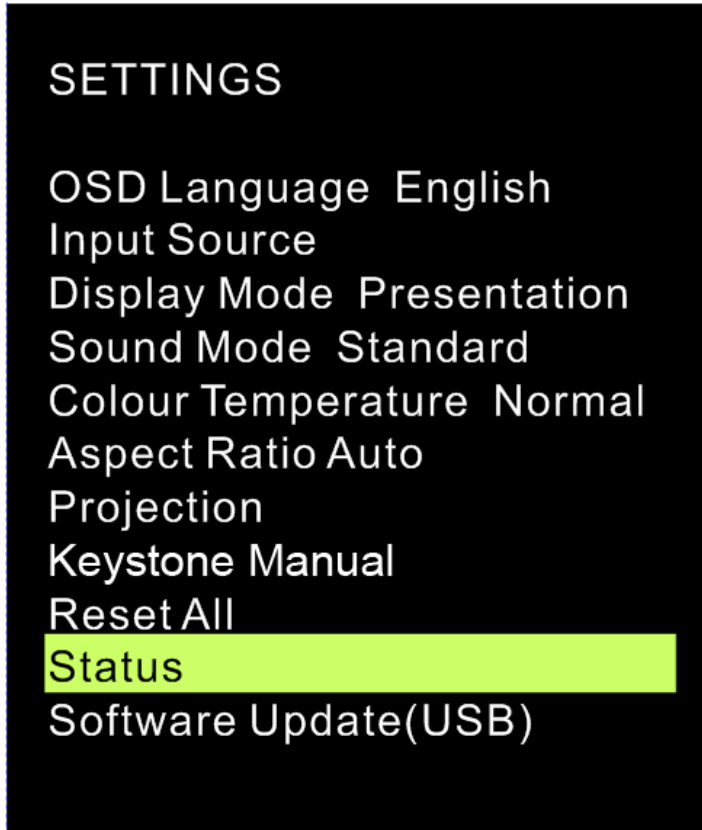 SETTINGS
OSD Language English
Input Source
Display Mode Presentation
Sound Mode Standard
Colour Temperature Normal
Aspect Ratio Auto
Projection
Keystone Manual
Reset All
Status
Software Update(USB)